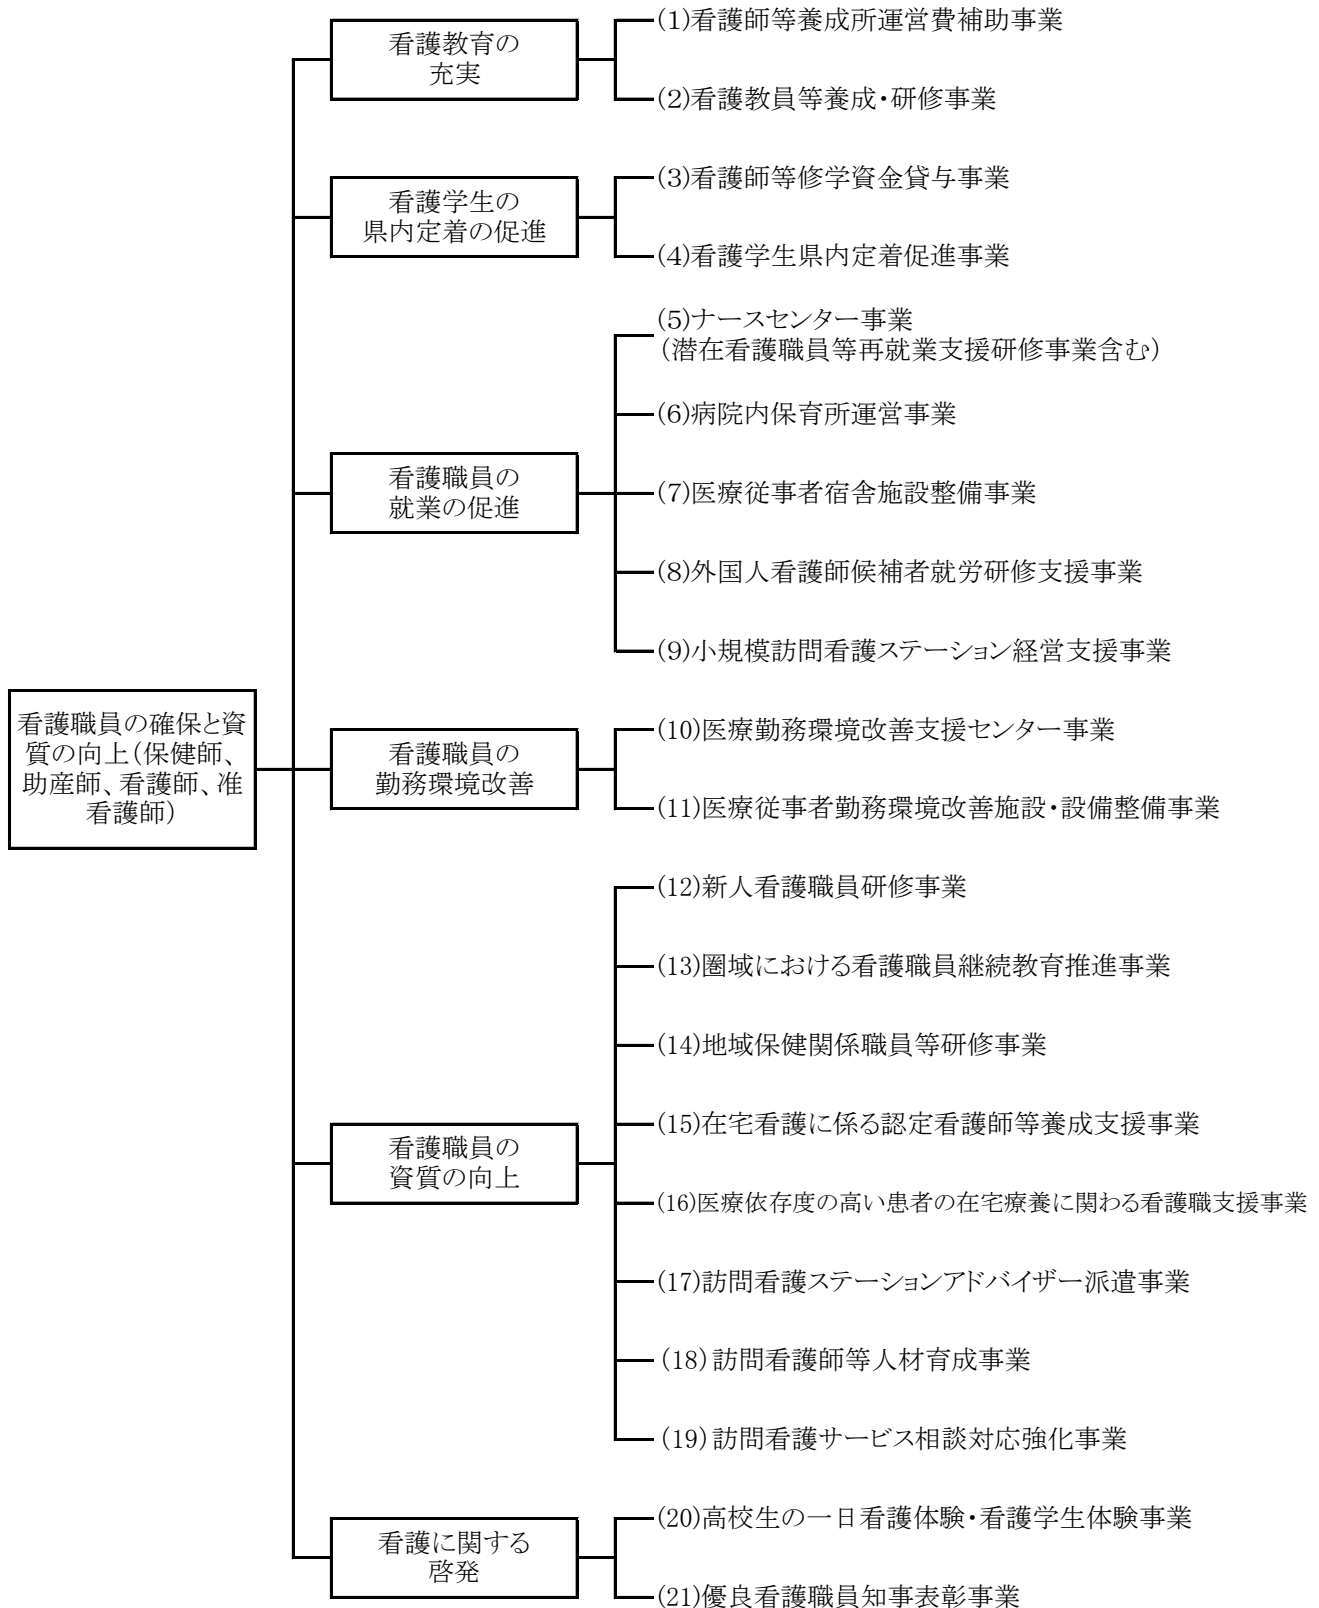 看護職員の確保と資
質の向上(保健師、
助産師、看護師、准
看護師)
看護教育の
充実
(1)看護師等養成所運営費補助事業
(2)看護教員等養成・研修事業
看護学生の
県内定着の促進
(3)看護師等修学資金貸与事業
(4)看護学生県内定着促進事業
看護職員の
就業の促進
(5)ナースセンター事業
(潜在看護職員等再就業支援研修事業含む)
(6)病院内保育所運営事業
(7)医療従事者宿舎施設整備事業
(8)外国人看護師候補者就労研修支援事業
(9)小規模訪問看護ステーション経営支援事業
看護職員の
勤務環境改善
(10)医療勤務環境改善支援センター事業
(11)医療従事者勤務環境改善施設・設備整備事業
看護職員の
資質の向上
(12)新人看護職員研修事業
(13)圏域における看護職員継続教育推進事業
(14)地域保健関係職員等研修事業
(15)在宅看護に係る認定看護師等養成支援事業
(16)医療依存度の高い患者の在宅療養に関わる看護職支援事業
(17)訪問看護ステーションアドバイザー派遣事業
(18)訪問看護師等人材育成事業
(19)訪問看護サービス相談対応強化事業
看護に関する
啓発
(20)高校生の一日看護体験・看護学生体験事業
(21)優良看護職員知事表彰事業